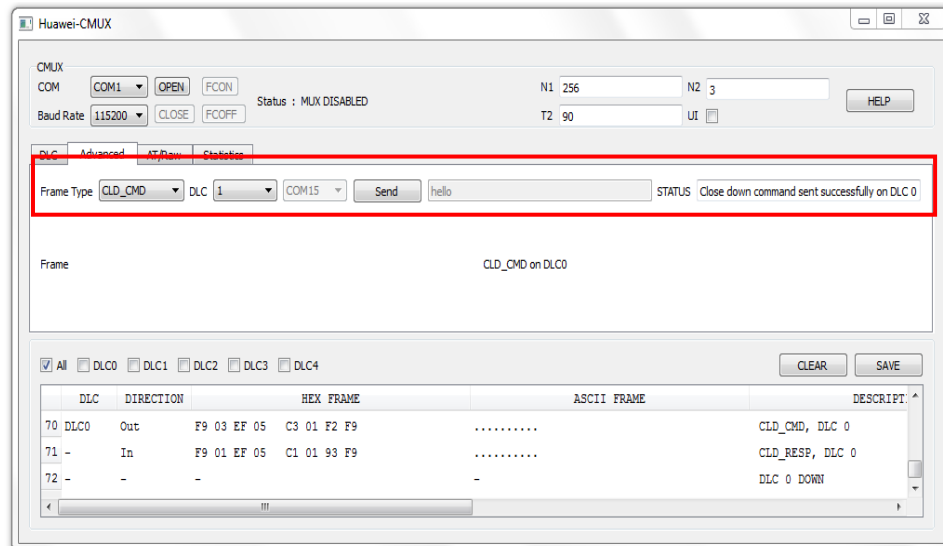 Huawei-CMUX
CMUX
COM COM1 OPEN FCON Status : MUX DISABLED N1 256 N2 3 HELP
Baud Rate 115200 CLOSE FCOFF T2 90 UI
DLC Advanced AT/Raw Statistics
Frame Type CLD_CMD DLC 1 COM15 Send hello STATUS Close down command sent successfully on DLC 0
Frame CLD_CMD on DLC0
All DLC0 DLC1 DLC2 DLC3 DLC4 CLEAR SAVE
DLC DIRECTION HEX FRAME ASCII FRAME DESCRIPT
70 DLC0 Out F9 03 EF 05 C3 01 F2 F9 .......... CLD_CMD, DLC 0
71 - In F9 01 EF 05 C1 01 93 F9 .......... CLD_RESP, DLC 0
72 - - - - DLC 0 DOWN